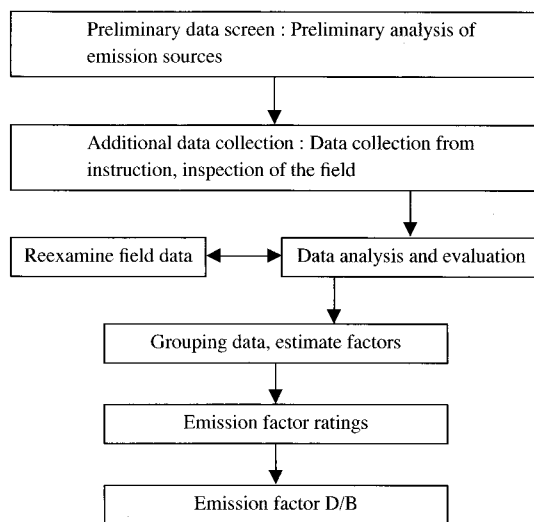 Preliminary data screen : Preliminary analysis of
emission sources
Additional data collection : Data collection from
instruction, inspection of the field
Reexamine field data
Data analysis and evaluation
Grouping data, estimate factors
Emission factor ratings
Emission factor D/B